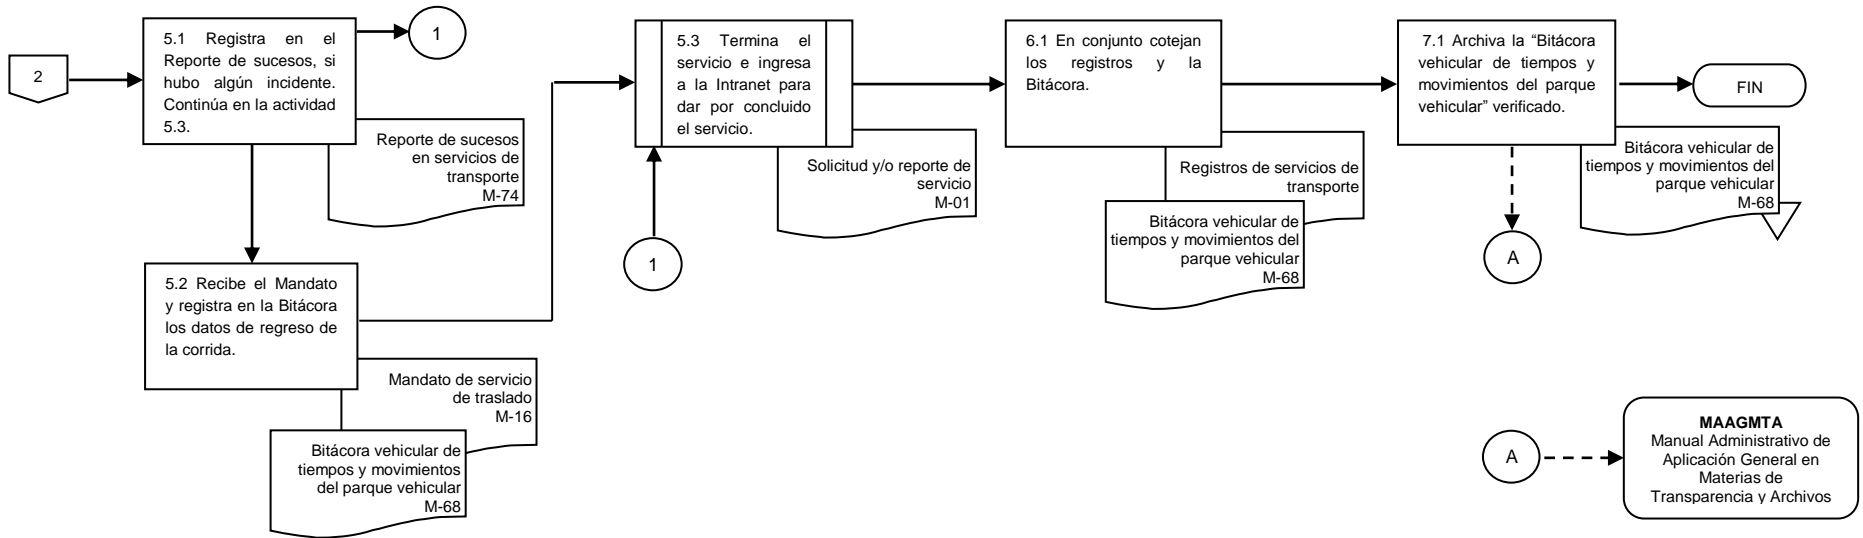 2
5.1 Registra en el
Reporte de sucesos, si
hubo algún incidente.
Continúa en la actividad
5.3.
1
Reporte de sucesos
en servicios de
transporte
M-74
5.2 Recibe el Mandato
y registra en la Bitácora
los datos de regreso de
la corrida.
Mandato de servicio
de traslado
M-16
Bitácora vehicular de
tiempos y movimientos
del parque vehicular
M-68
5.3 Termina el
servicio e ingresa
a la Intranet para
dar por concluido
el servicio.
Solicitud y/o reporte de
servicio
M-01
1
6.1 En conjunto cotejan
los registros y la
Bitácora.
Registros de servicios de
transporte
Bitácora vehicular de
tiempos y movimientos del
parque vehicular
M-68
7.1 Archiva la “Bitácora
vehicular de tiempos y
movimientos del parque
vehicular” verificado.
FIN
Bitácora vehicular de
tiempos y movimientos del
parque vehicular
M-68
A
A
MAAGMTA
Manual Administrativo de
Aplicación General en
Materias de
Transparencia y Archivos